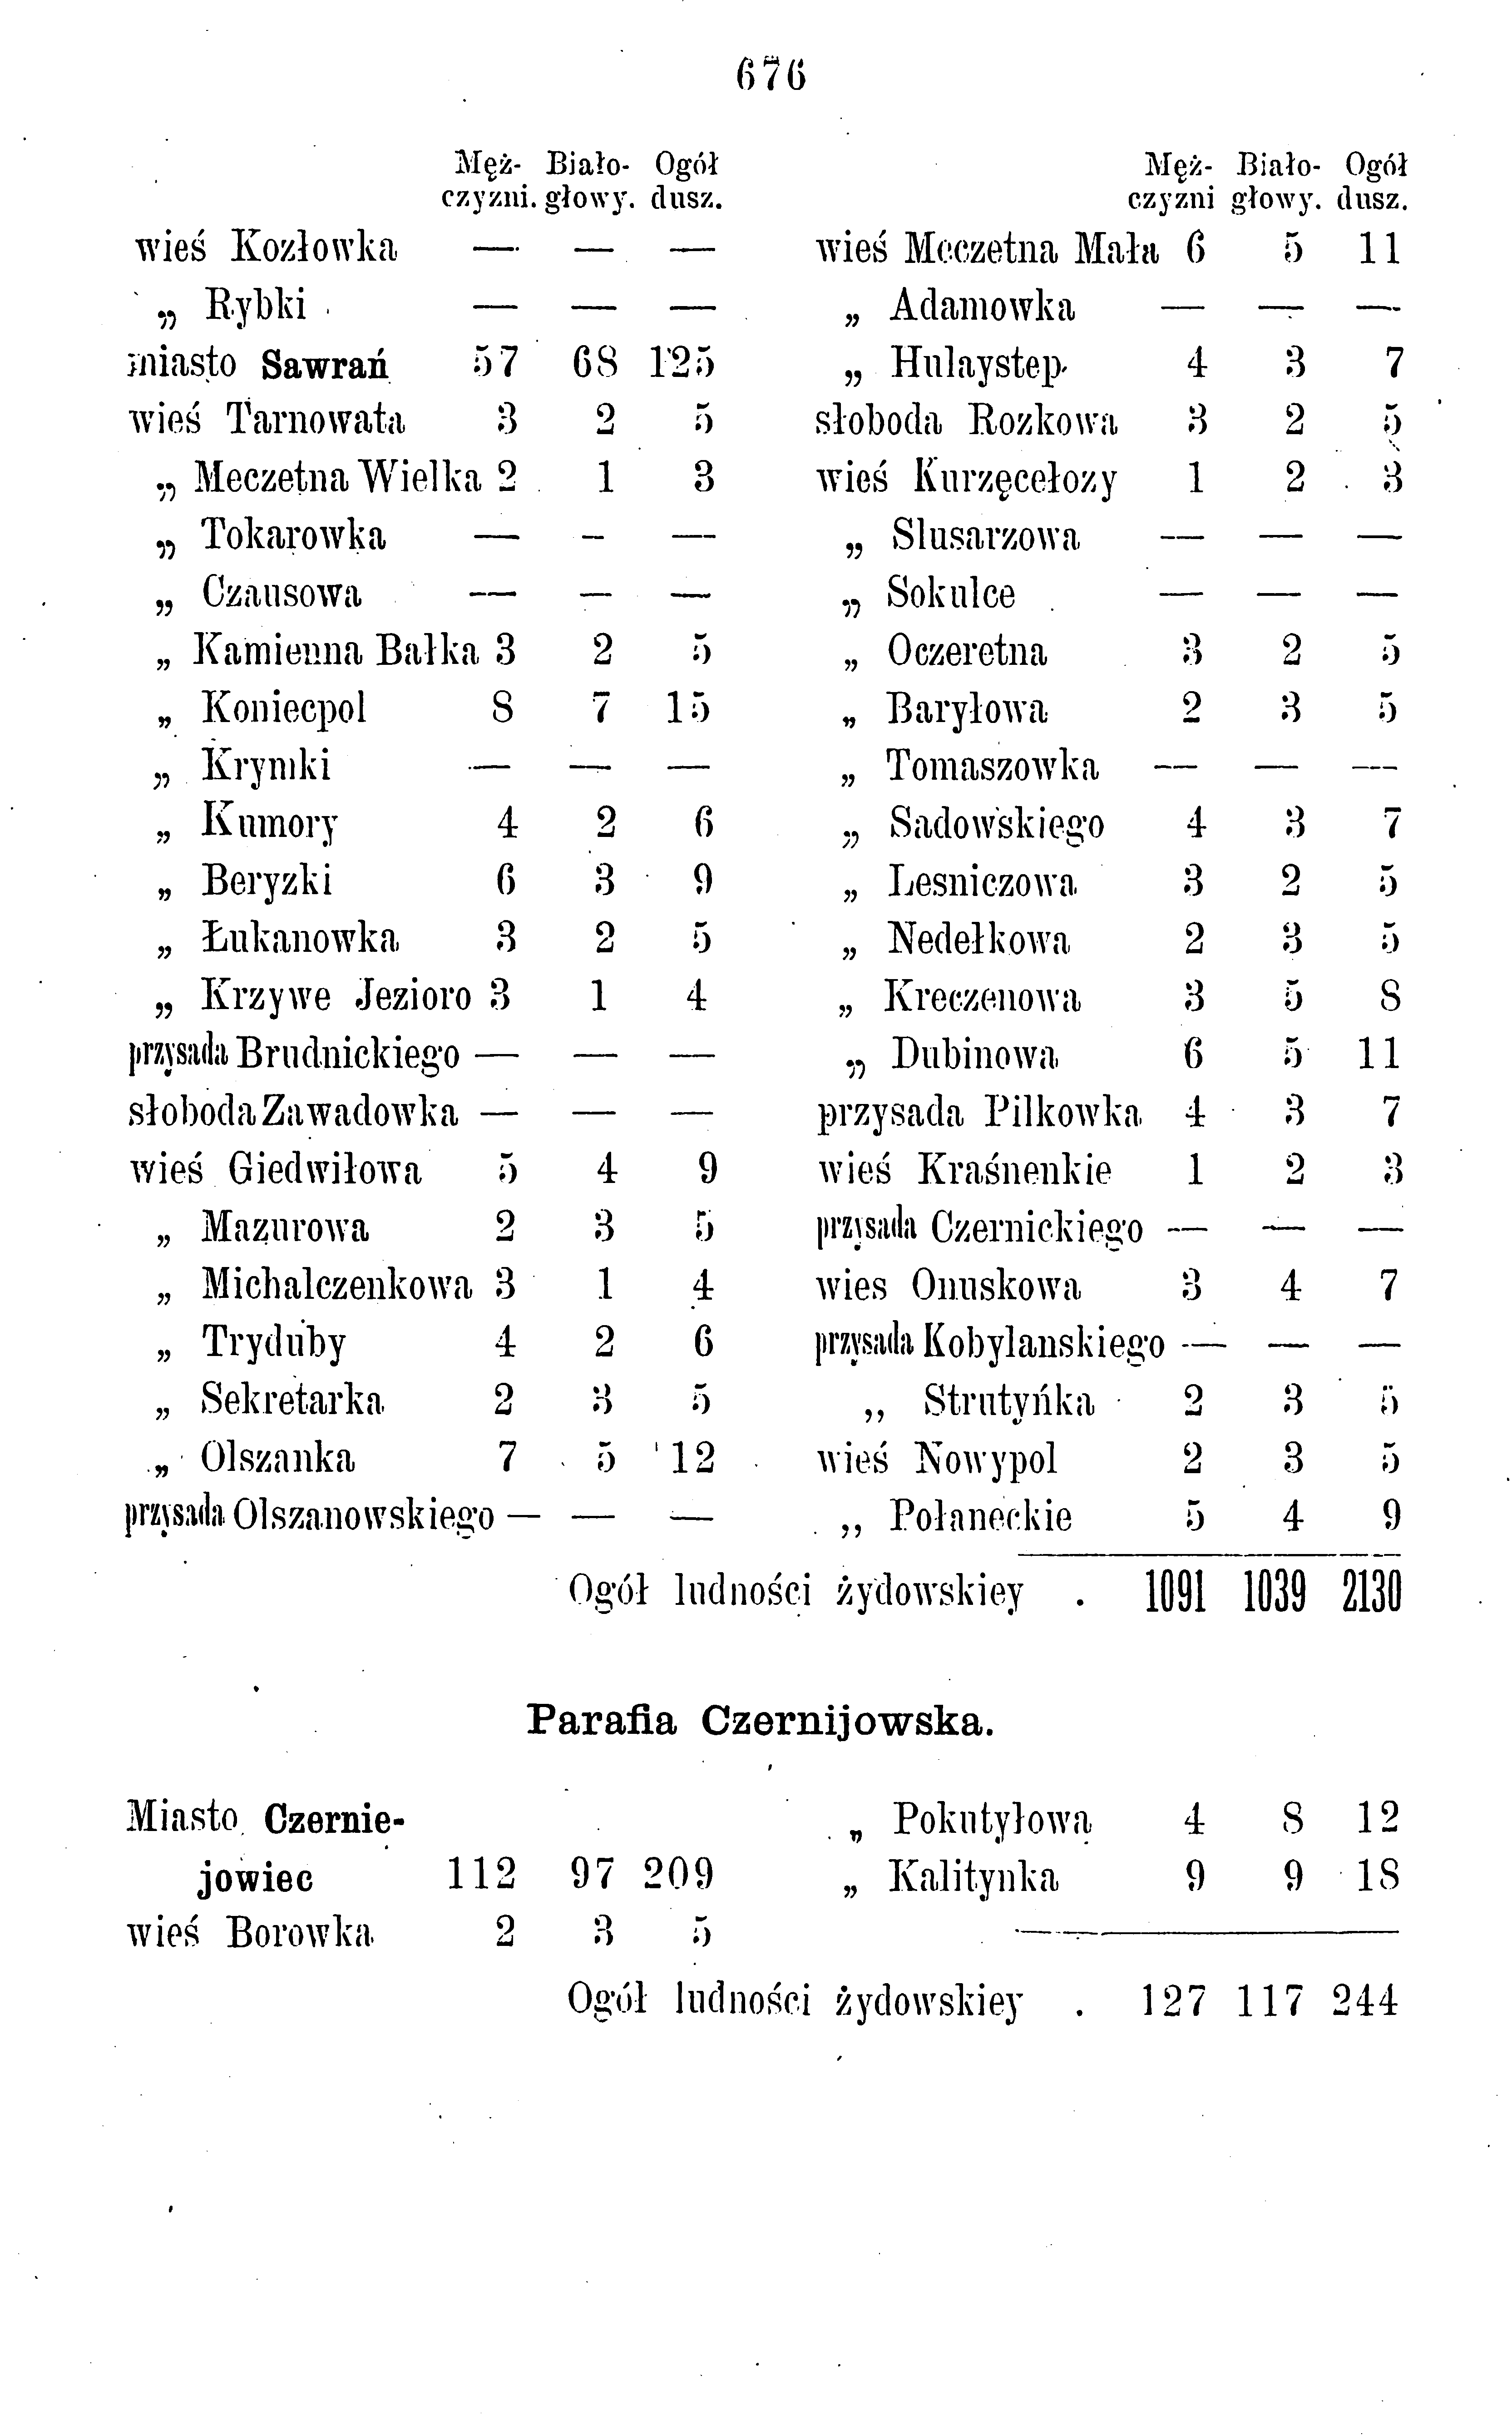 676
Męż- Biało- Ogół
czyzni. głowy. dusz.
wieś Kozłowka — — —
„ Rybki — — —
miasto Sawrań 57 68 125
wieś Tarnowata 3 2 5
„ Meczetna Wielka 2 1 3
„ Tokarowka — — —
„ Czausowa — — —
„ Kamienna Bałka 3 2 5
„ Koniecpol 8 7 15
„ Krymki — — —
„ Kumory 4 2 6
„ Beryzki 6 3 9
„ Łukanowka 3 2 5
„ Krzywe Jezioro 3 1 4
przysada Brudnickiego — — —
słoboda Zawadowka — — —
wieś Giedwiłowa 5 4 9
„ Mazurowa 2 3 5
„ Michalczenkowa 3 1 4
„ Tryduby 4 2 6
„ Sekretarka 2 3 5
„ Olszanka 7 5 12
przysada Olszanowskiego — — —
Męż- Biało- Ogół
czyzni głowy. dusz.
wieś Meczetna Mała 6 5 11
„ Adamowka — — —
„ Hulaystep 4 3 7
słoboda Rozkowa 3 2 5
wieś Kurzęcełozy 1 2 3
„ Slusarzowa — — —
„ Sokulce — — —
„ Oczeretna 3 2 5
„ Baryłowa 2 3 5
„ Tomaszowka — — —
„ Sadowskiego 4 3 7
„ Lesniczowa 3 2 5
„ Nedełkowa 2 3 5
„ Kreczenowa 3 5 8
„ Dubinowa 6 5 11
przysada Pilkowka 4 3 7
wieś Kraśnenkie 1 2 3
przysada Czernickiego — — —
wies Onuskowa 3 4 7
przysada Kobylanskiego — — —
,, Strutyńka 2 3 5
wieś Nowypol 2 3 5
,, Połaneckie 5 4 9
Ogół ludności żydowskiey . 1091 1039 2130
Parafia Czernijowska.
Miasto Czernie-
jowiec 112 97 209
wieś Borowka 2 3 5
„ Pokutyłowa 4 8 12
„ Kalitynka 9 9 18
Ogół ludności żydowskiey . 127 117 244